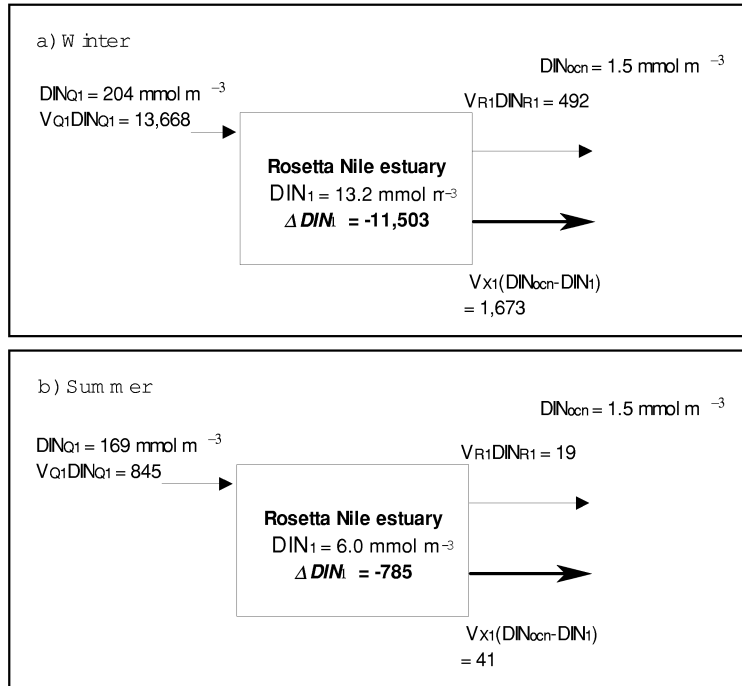 a) Winter
DINocn = 1.5 mmol m -3
DINQ1 = 204 mmol m -3
VQ1DINQ1 = 13,668
VR1DINR1 = 492
Rosetta Nile estuary
DIN1 = 13.2 mmol m-3
ΔDIN1 = -11,503
VX1(DINocn-DIN1)
= 1,673
b) Summer
DINocn = 1.5 mmol m -3
DINQ1 = 169 mmol m -3
VQ1DINQ1 = 845
VR1DINR1 = 19
Rosetta Nile estuary
DIN1 = 6.0 mmol m-3
ΔDIN1 = -785
VX1(DINocn-DIN1)
= 41